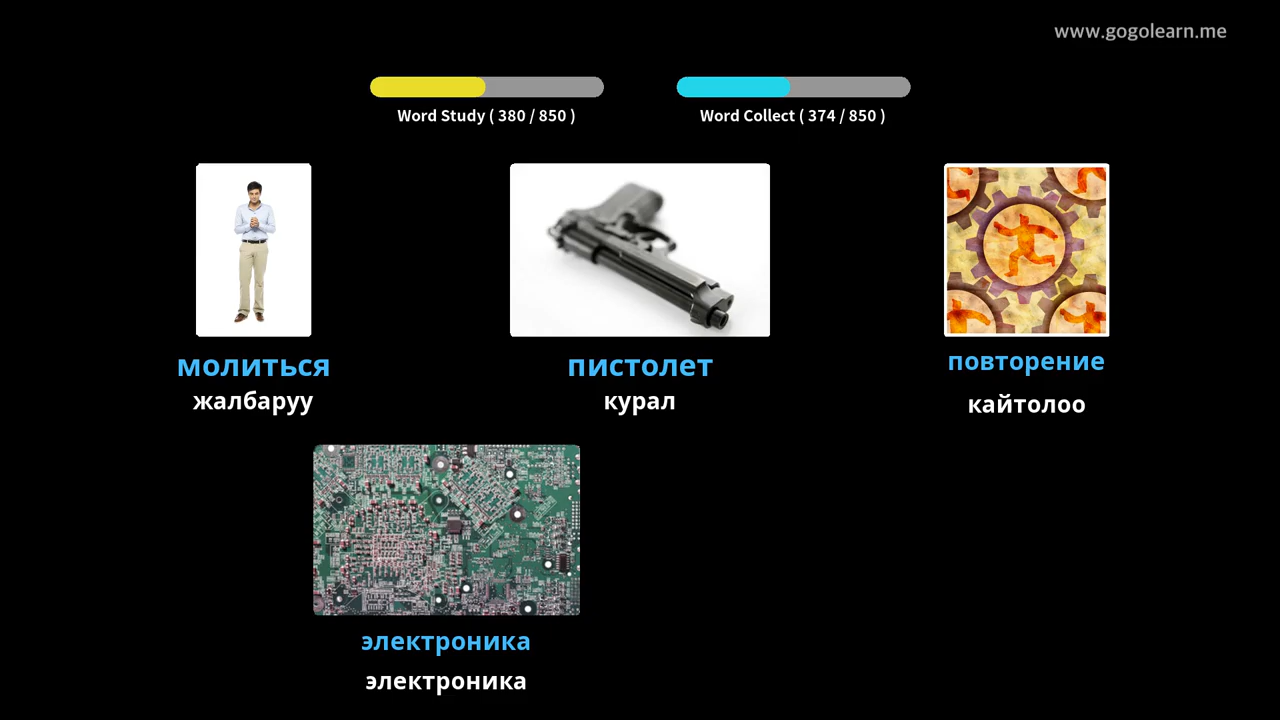 www.gogolearn.me
Word Study ( 380 / 850 )
Word Collect ( 374 / 850 )
молиться
жалбаруу
пистолет
курал
повторение
кайтолоо
электроника
электроника